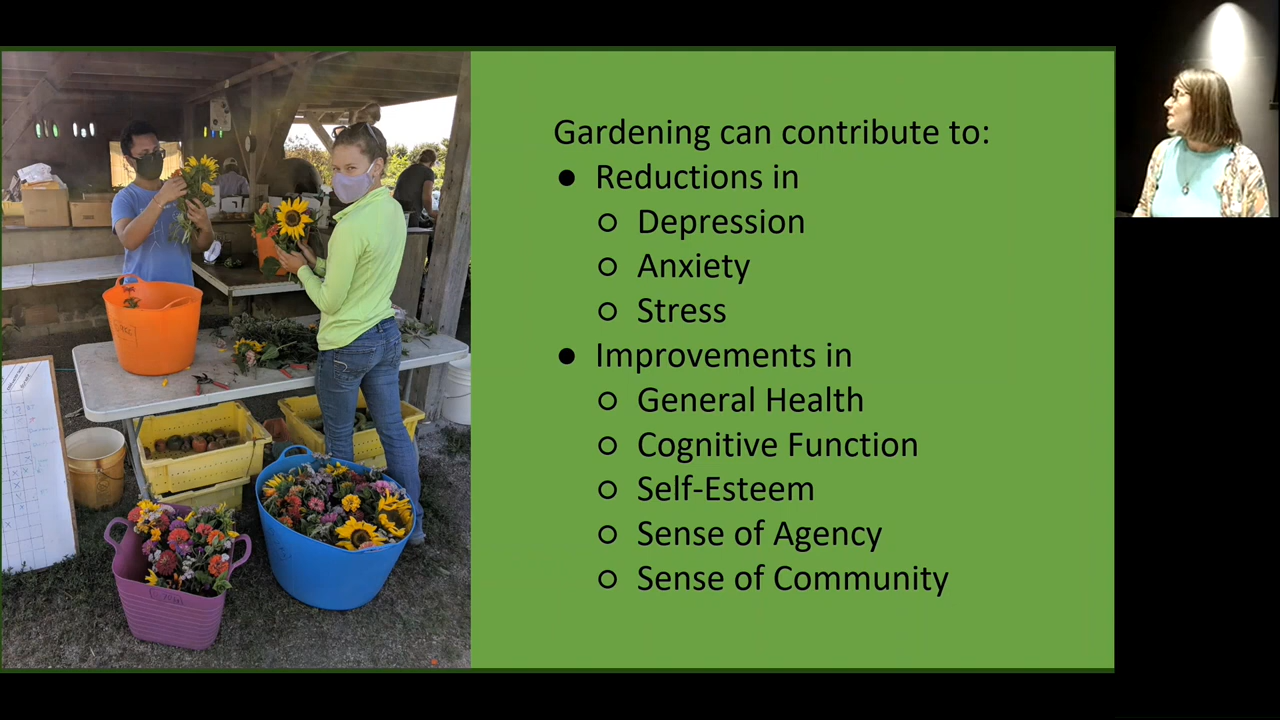 Gardening can contribute to:
● Reductions in
○ Depression
○ Anxiety
○ Stress
● Improvements in
○ General Health
○ Cognitive Function
○ Self-Esteem
○ Sense of Agency
○ Sense of Community